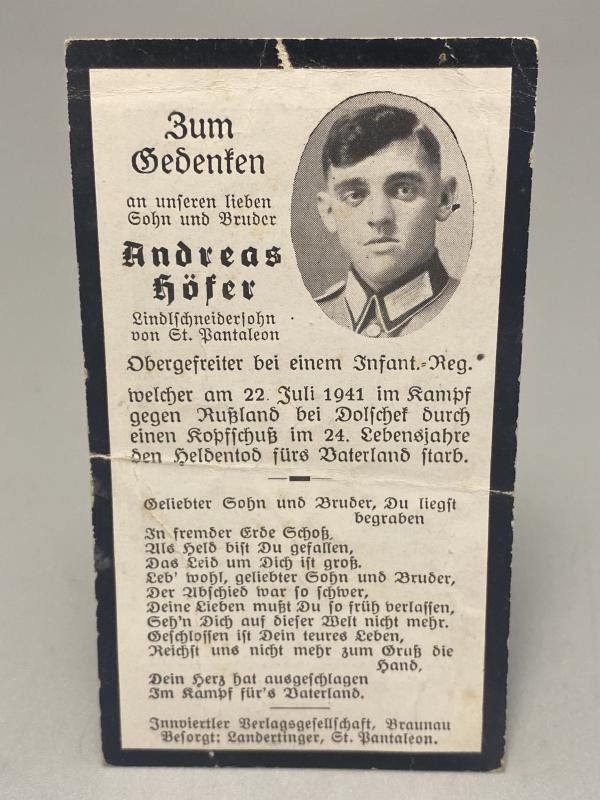 Zum
Gedenken
an unseren lieben
Sohn und Bruder
Andreas
Höfer
Lindlschneidersohn
von St. Pantaleon
Obergefreiter bei einem Infant.-Reg.
welcher am 22. Juli 1941 im Kampf
gegen Rußland bei Dolschek durch
einen Kopfschuß im 24. Lebensjahre
den Heldentod fürs Vaterland starb.
Geliebter Sohn und Bruder, Du liegst
begraben
In fremder Erde Schoß,
Als Held bist Du gefallen,
Das Leid um Dich ist groß.
Leb' wohl, geliebter Sohn und Bruder,
Der Abschied war so schwer,
Deine Lieben mußt Du so früh verlassen,
Seh'n Dich auf dieser Welt nicht mehr.
Geschlossen ist Dein teures Leben,
Reichst uns nicht mehr zum Gruß die
Hand,
Dein Herz hat ausgeschlagen
Im Kampf für's Vaterland.
Innviertler Verlagsgesellschaft, Braunau
Besorgt: Landertinger, St. Pantaleon.